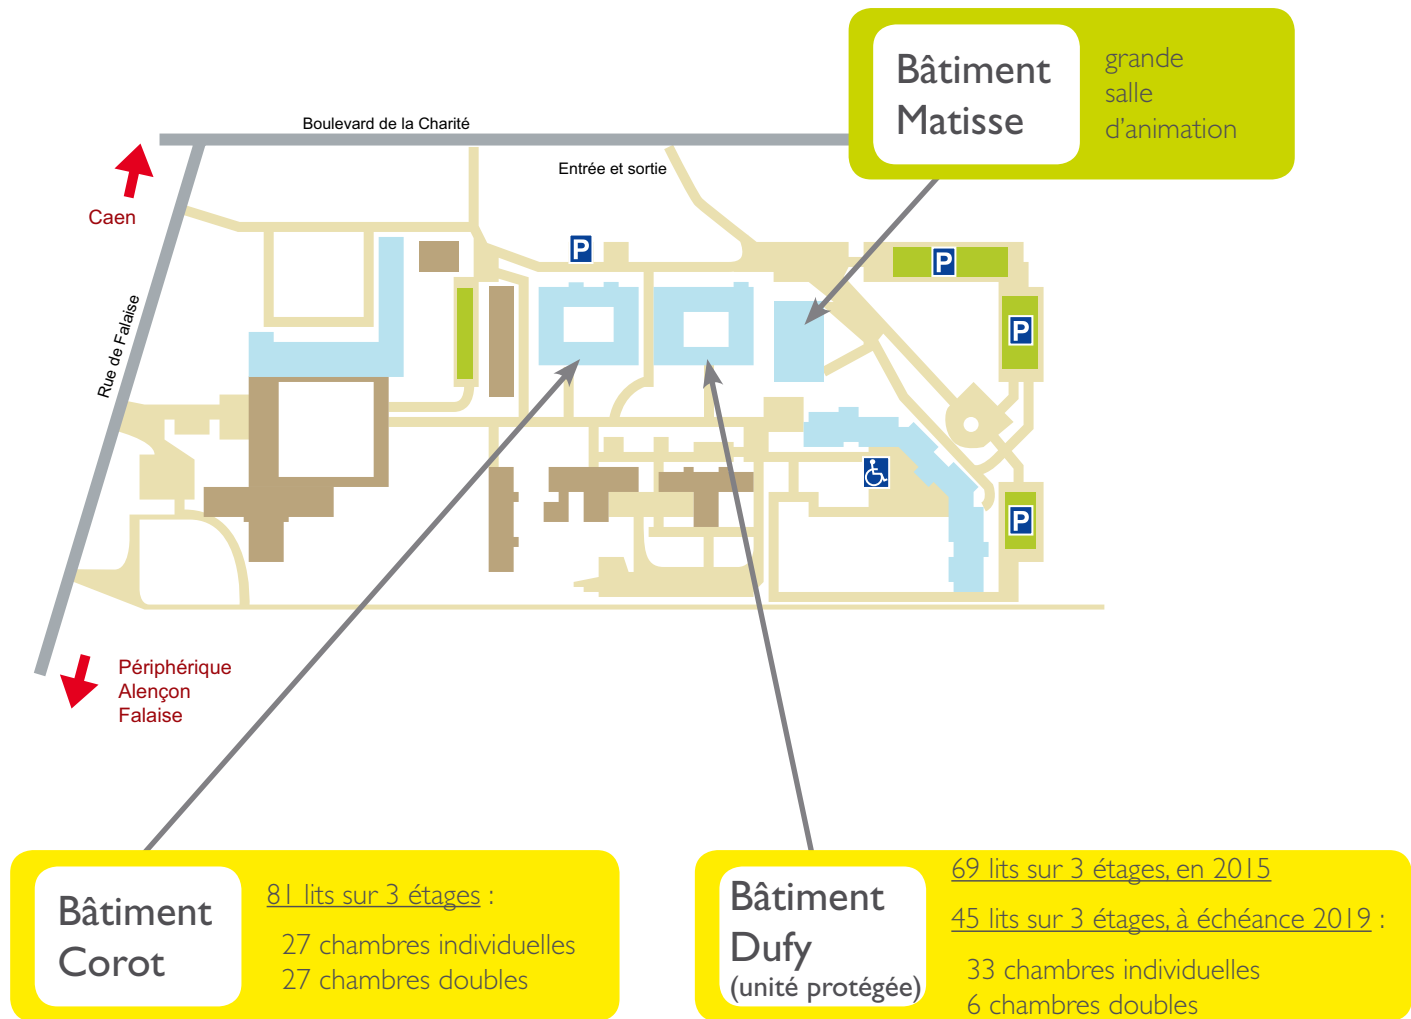 Bâtiment
Matisse
grande
salle
d'animation
Boulevard de la Charité
Entrée et sortie
Caen
P
P
Rue de Falaise
P
P
Périphérique
Alençon
Falaise
Bâtiment
Corot
81 lits sur 3 étages :
27 chambres individuelles
27 chambres doubles
Bâtiment
Dufy
(unité protégée)
69 lits sur 3 étages, en 2015
45 lits sur 3 étages, à échéance 2019 :
33 chambres individuelles
6 chambres doubles